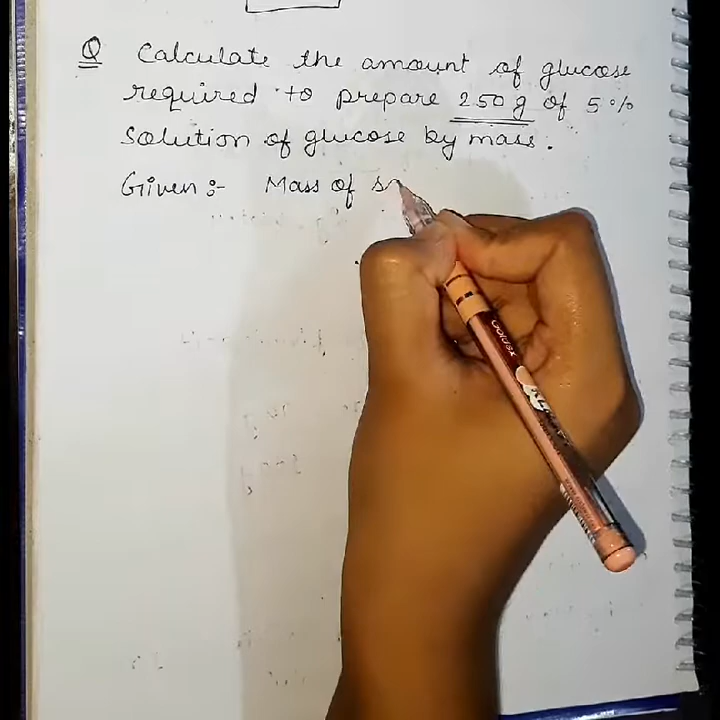 Q Calculate the amount of glucose
required to prepare 250 g of 5%
solution of glucose by mass.
Given :- Mass of so